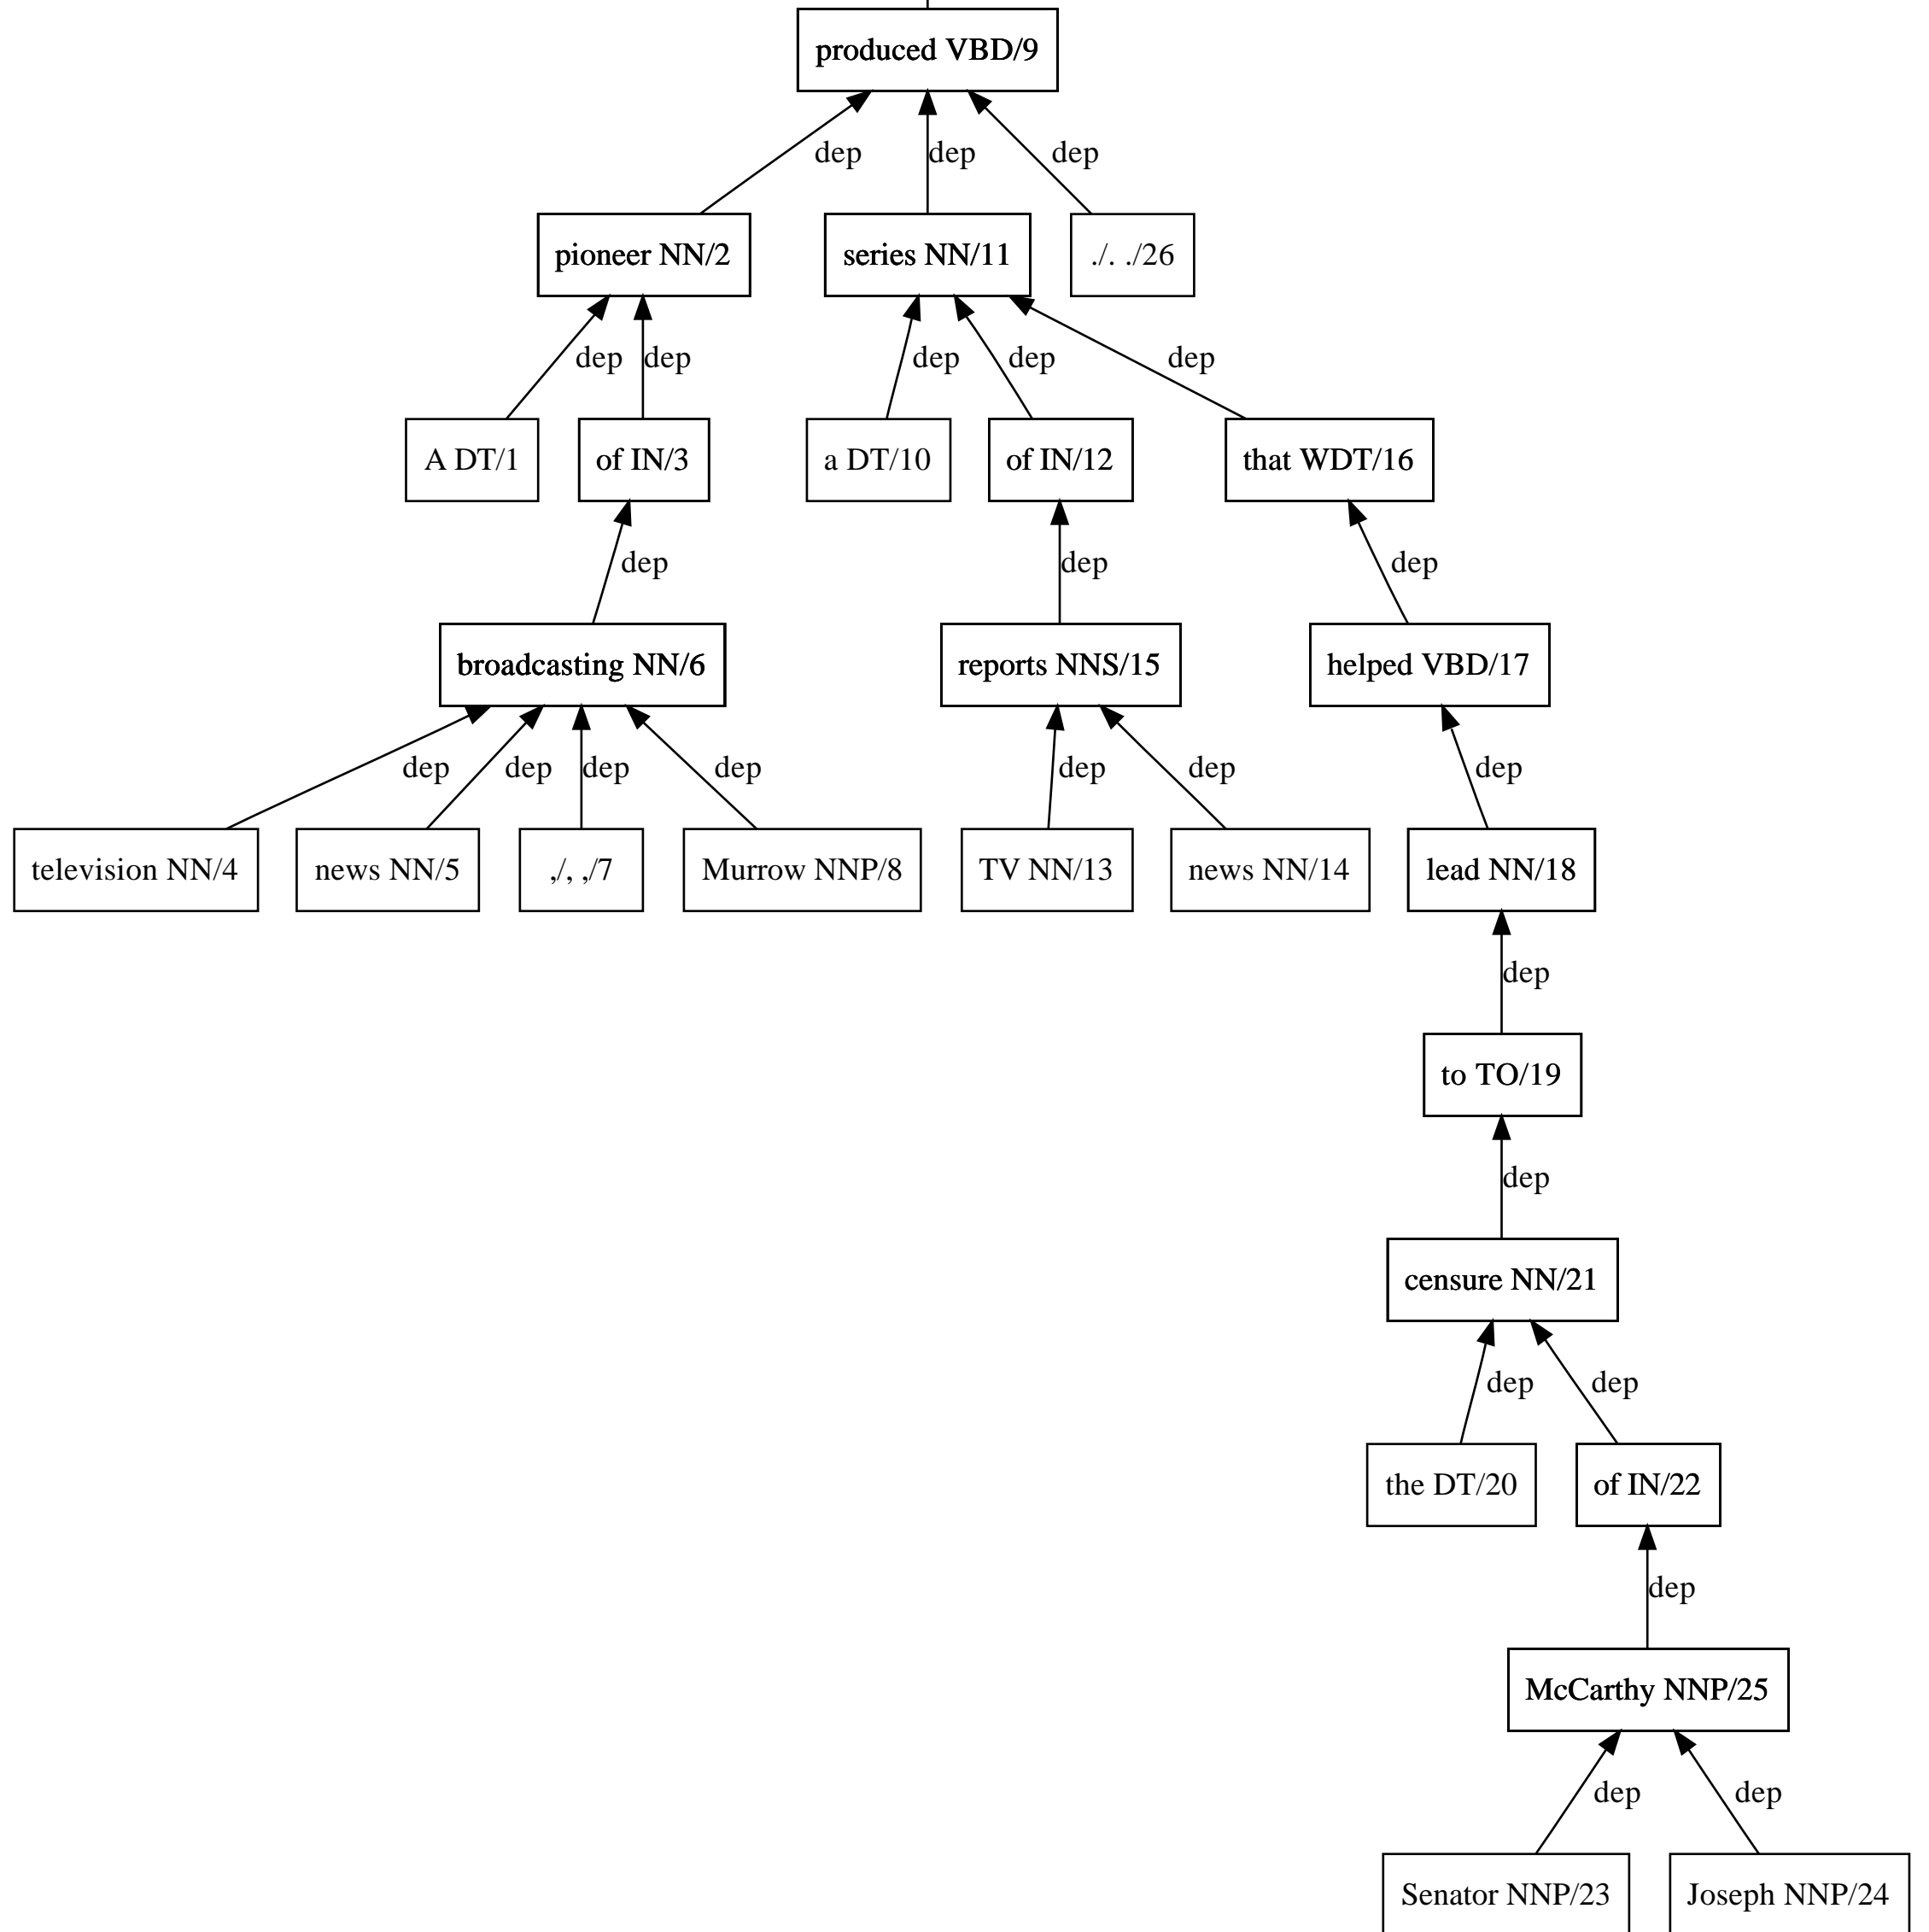 produced VBD/9
dep dep dep
pioneer NN/2 series NN/11 ./. ./26
dep dep dep dep dep
A DT/1 of IN/3 a DT/10 of IN/12 that WDT/16
dep dep dep
broadcasting NN/6 reports NNS/15 helped VBD/17
dep dep dep dep dep dep dep
television NN/4 news NN/5 ,/, ,/7 Murrow NNP/8 TV NN/13 news NN/14 lead NN/18
dep
to TO/19
dep
censure NN/21
dep dep
the DT/20 of IN/22
dep
McCarthy NNP/25
dep dep
Senator NNP/23 Joseph NNP/24